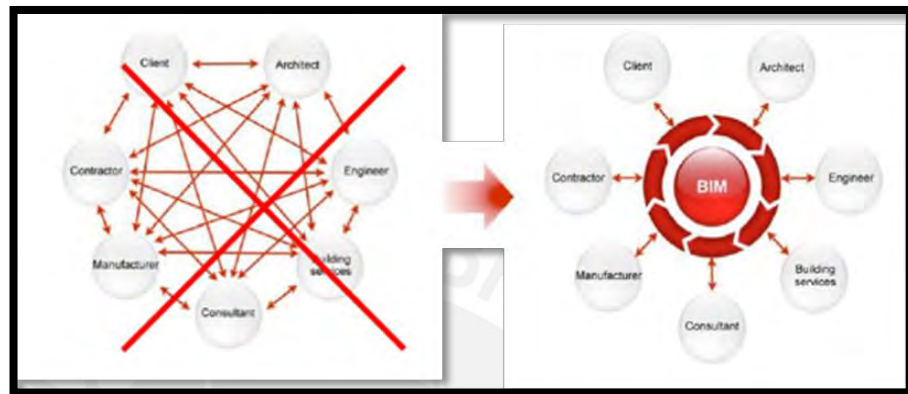 Client
Architect
Contractor
Engineer
Manufacturer
Building
services
Consultant
Client
Architect
Contractor
BIM
Engineer
Manufacturer
Building
services
Consultant